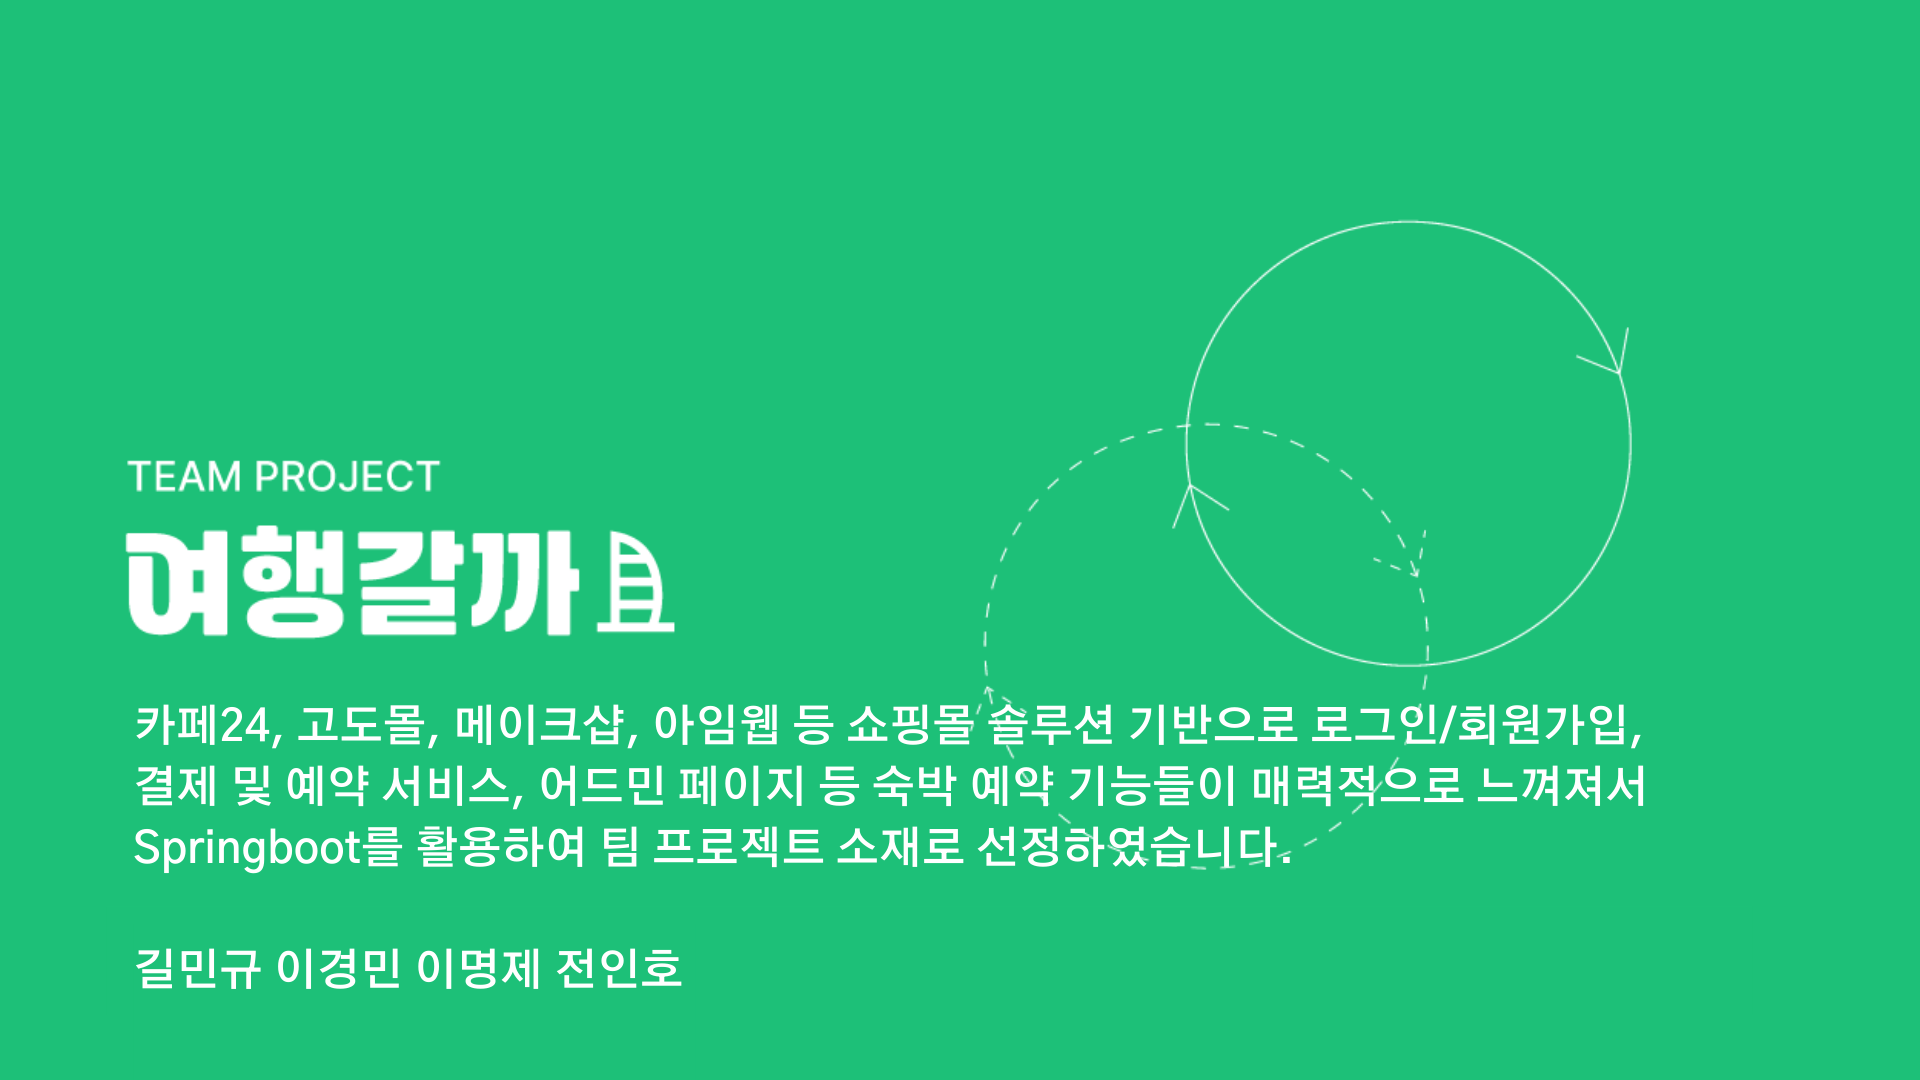 TEAM PROJECT
여행갈까
카페24, 고도몰, 메이크샵, 아임웹 등 쇼핑몰 솔루션 기반으로 로그인/회원가입,
결제 및 예약 서비스, 어드민 페이지 등 숙박 예약 기능들이 매력적으로 느껴져서
Springboot를 활용하여 팀 프로젝트 소재로 선정하였습니다.
길민규 이경민 이명제 전인호